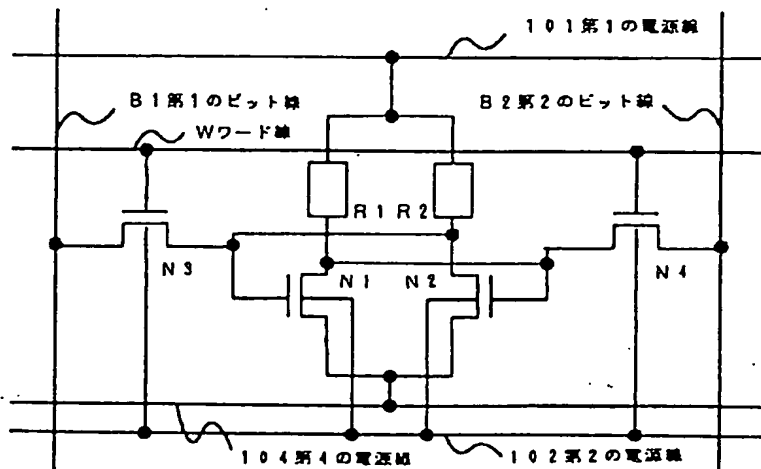 101第1の電源線
B1第1のビット線
B2第2のビット線
Wワード線
R1 R2
N3
N1
N2
N4
104第4の電源線
102第2の電源線